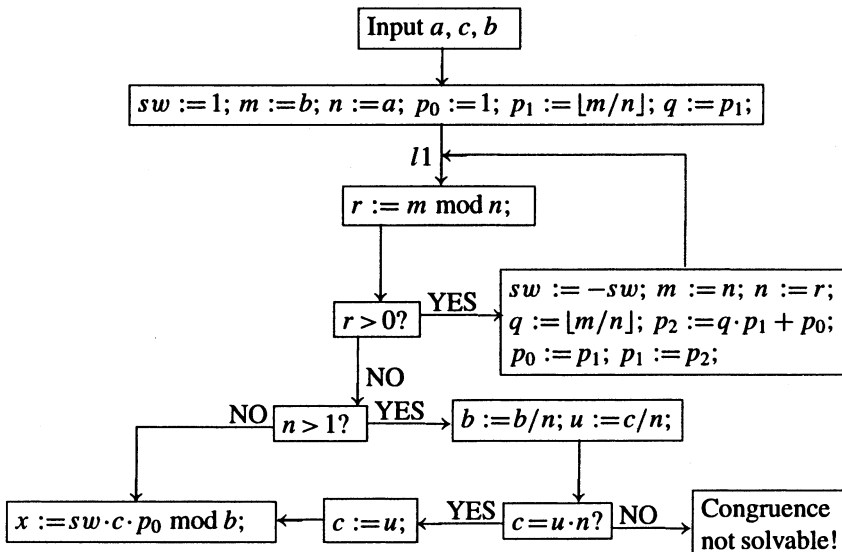 Input a, c, b
sw := 1; m := b; n := a; p₀ := 1; p₁ := ⌊m/n⌋; q := p₁;
l1
r := m mod n;
r > 0?
YES
sw := −sw; m := n; n := r;
q := ⌊m/n⌋; p₂ := q·p₁ + p₀;
p₀ := p₁; p₁ := p₂;
NO
NO
n > 1?
YES
b := b/n; u := c/n;
x := sw·c·p₀ mod b;
c := u;
YES
c = u·n?
NO
Congruence
not solvable!